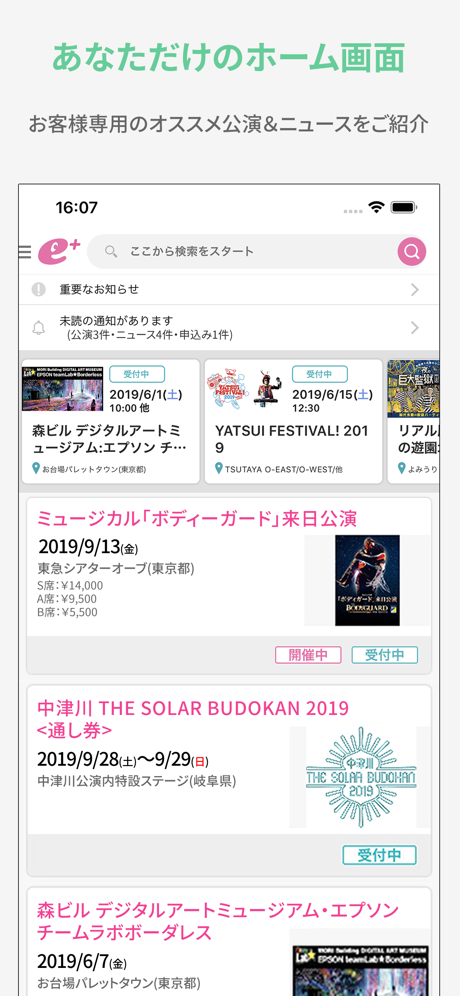 あなただけのホーム画面
お客様専用のオススメ公演&ニュースをご紹介
16:07
e+
ここから検索をスタート
重要なお知らせ
未読の通知があります
(公演3件・ニュース4件・申込み1件)
MORI Building DIGITAL ART MUSEUM
EPSON teamLab★Borderless
受付中
2019/6/1(土)
10:00 他
森ビル デジタルアートミ
ュージアム:エプソン チ…
お台場パレットタウン(東京都)
YATSUI FESTIVAL!
受付中
2019/6/15(土)
12:30
YATSUI FESTIVAL! 201
9
TSUTAYA O-EAST/O-WEST/他
巨大監獄
リアル
の遊園
よみうり
ミュージカル「ボディーガード」来日公演
2019/9/13(金)
東急シアターオーブ(東京都)
S席：¥14,000
A席：¥9,500
B席：¥5,500
「ボディガード」来日公演
THE BODYGUARD
開催中
受付中
中津川 THE SOLAR BUDOKAN 2019
<通し券>
2019/9/28(土)〜9/29(日)
中津川公演内特設ステージ(岐阜県)
中津川
THE SOLAR BUDOKAN
2019
受付中
森ビル デジタルアートミュージアム・エプソン
チームラボボーダレス
2019/6/7(金)
お台場パレットタウン(東京都)
MORI Building DIGITAL ART MUSEUM
EPSON teamLab★Borderless